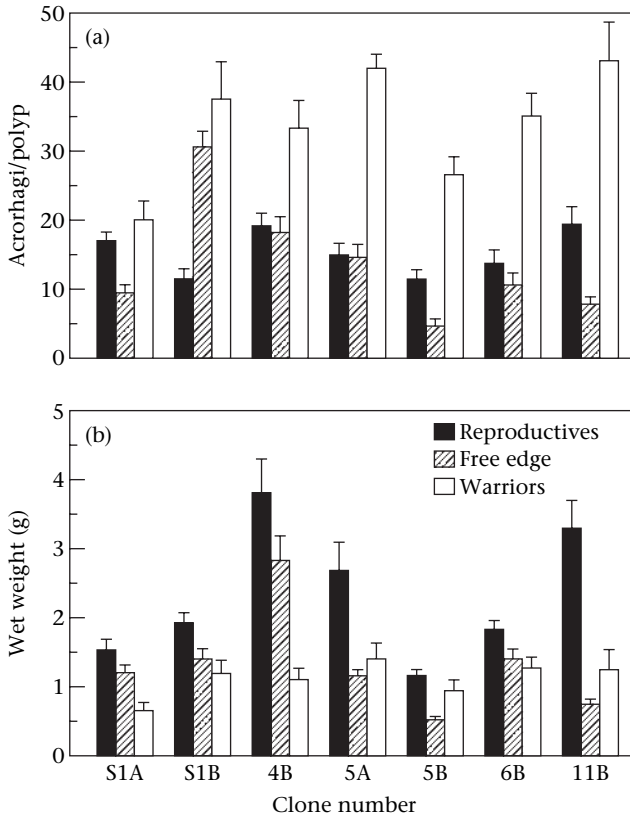 (a)
Acrorhagi/polyp
50
40
30
20
10
0
(b)
Wet weight (g)
5
4
3
2
1
0
Reproductives
Free edge
Warriors
S1A S1B 4B 5A 5B 6B 11B
Clone number